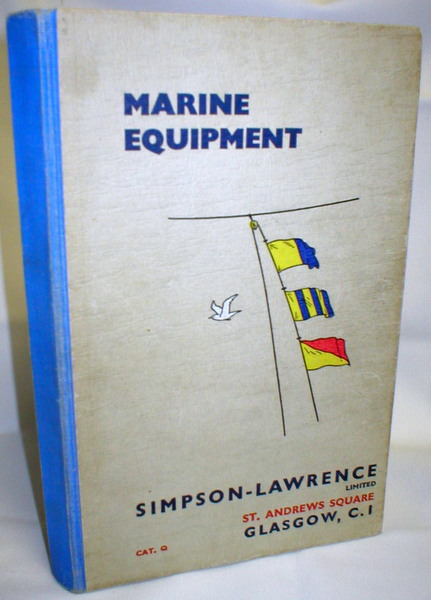 MARINE
EQUIPMENT
SIMPSON-LAWRENCE
LIMITED
ST. ANDREWS SQUARE
GLASGOW, C.1
CAT. Q